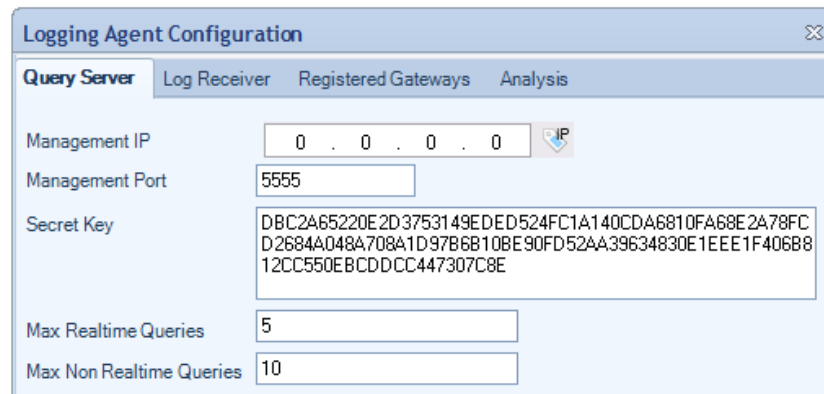 Logging Agent Configuration
Query Server Log Receiver Registered Gateways Analysis
Management IP 0 . 0 . 0 . 0 IP
Management Port 5555
Secret Key DBC2A65220E2D3753149EDED524FC1A140CDA6810FA68E2A78FC
D2684A048A708A1D97B6B10BE90FD52AA39634830E1EEE1F406B8
12CC550EBCDDCC447307C8E
Max Realtime Queries 5
Max Non Realtime Queries 10